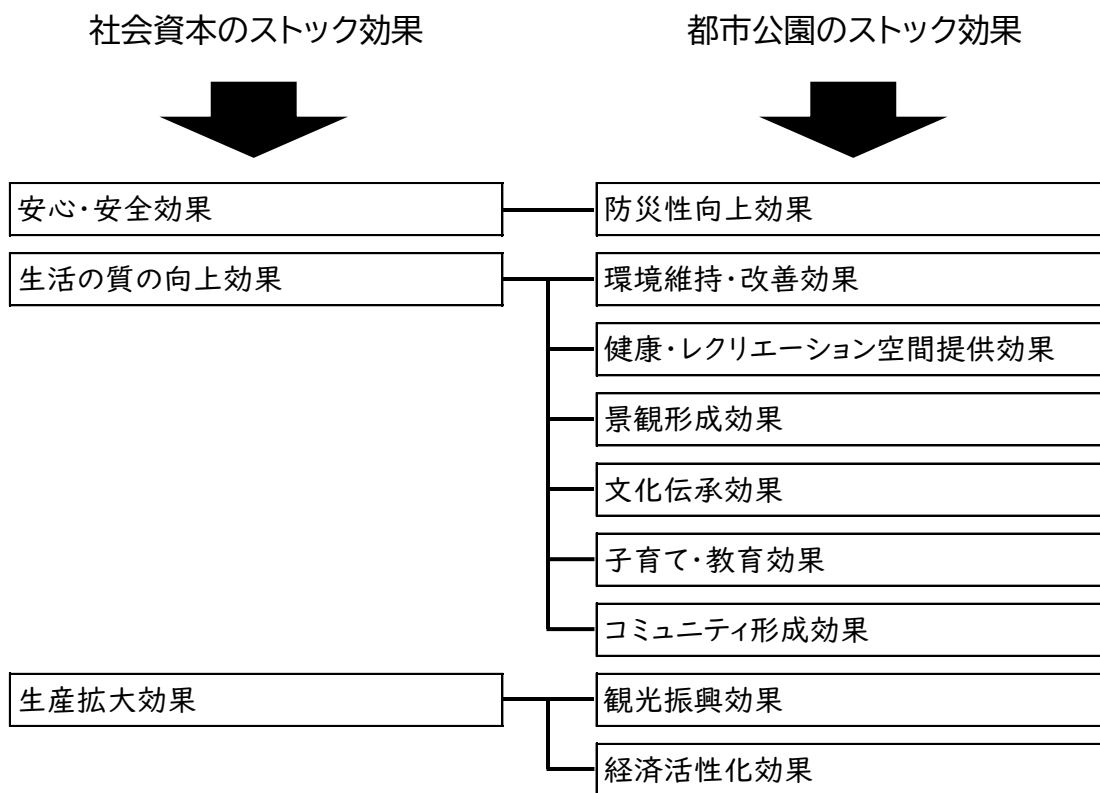 社会資本のストック効果
都市公園のストック効果
安心・安全効果
防災性向上効果
生活の質の向上効果
環境維持・改善効果
健康・レクリエーション空間提供効果
景観形成効果
文化伝承効果
子育て・教育効果
コミュニティ形成効果
生産拡大効果
観光振興効果
経済活性化効果